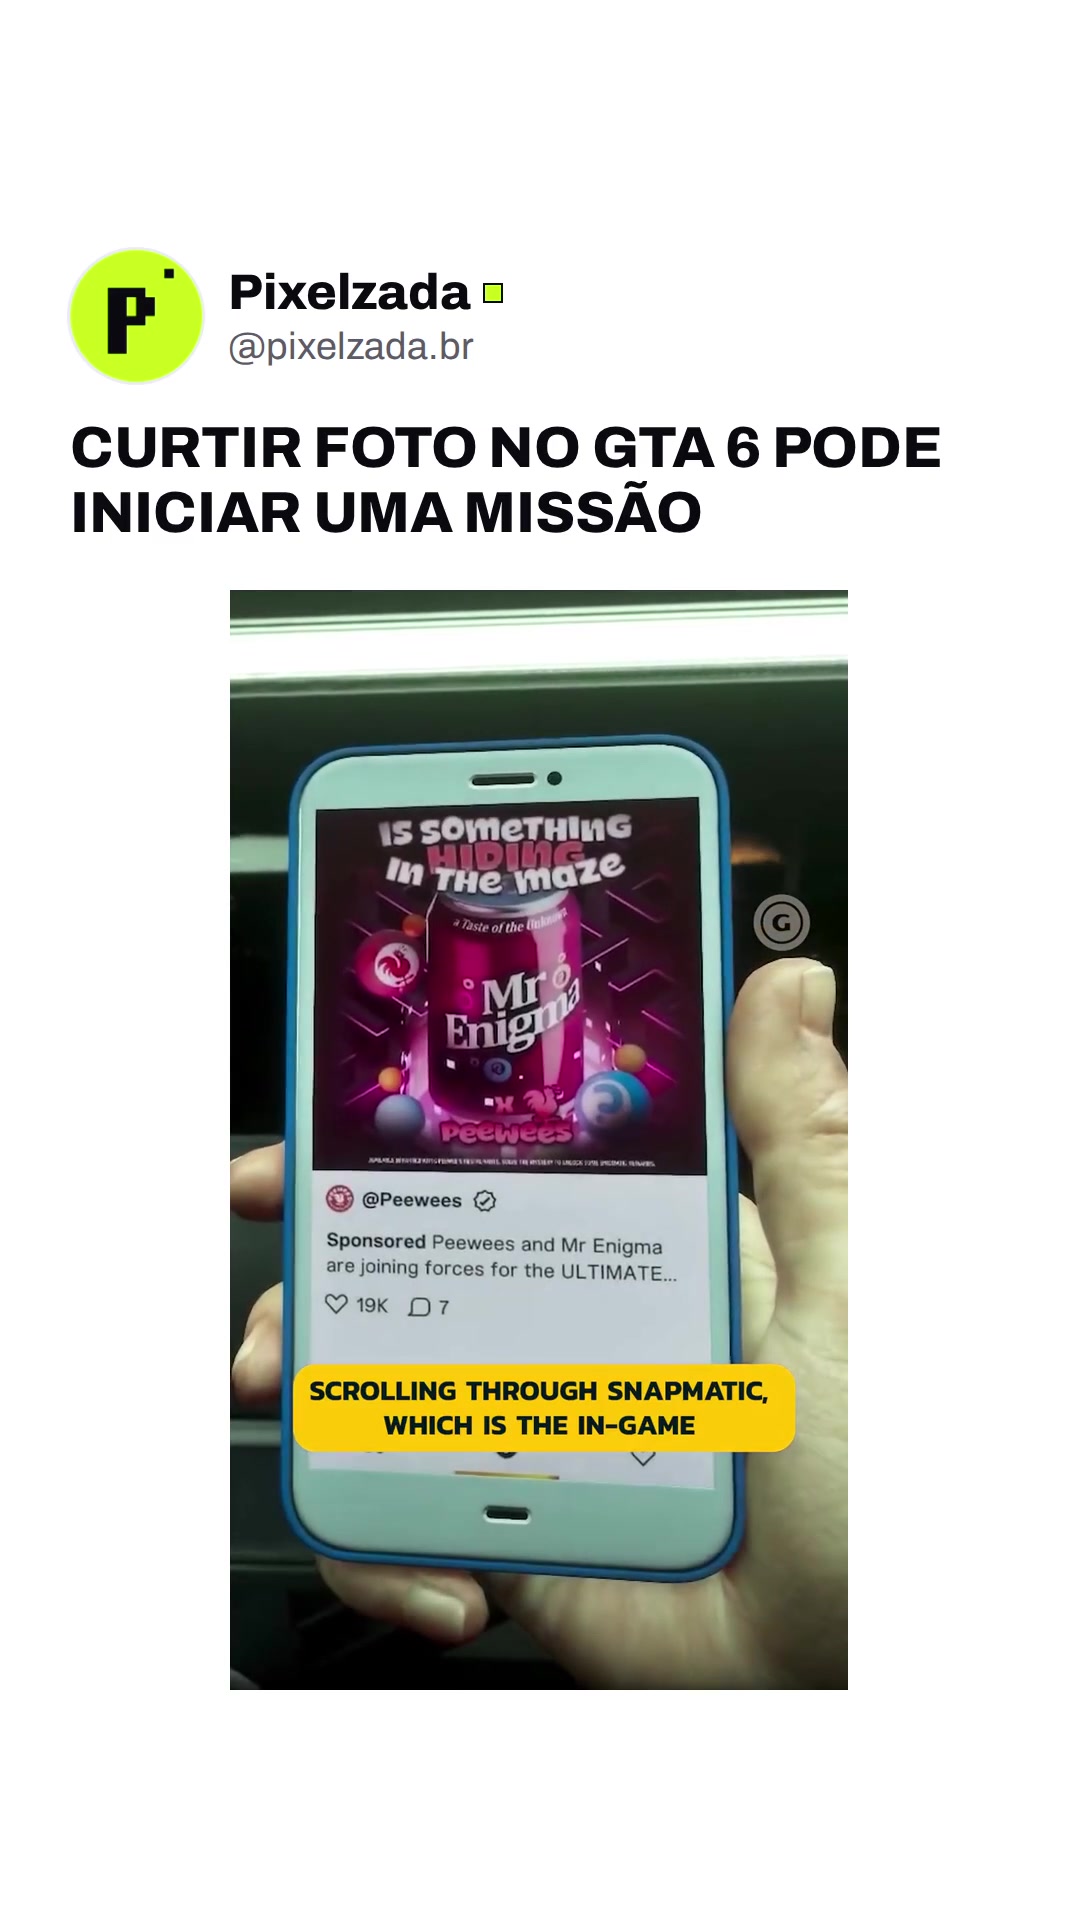 Pixelzada
@pixelzada.br
CURTIR FOTO NO GTA 6 PODE
INICIAR UMA MISSÃO
IS SOMETHING
HIDING
IN THE MAZE
a Taste of the Unknown
Mr
Enigma
X
PEEWEES
G
@Peewees
Sponsored Peewees and Mr Enigma
are joining forces for the ULTIMATE...
19K 7
SCROLLING THROUGH SNAPMATIC,
WHICH IS THE IN-GAME